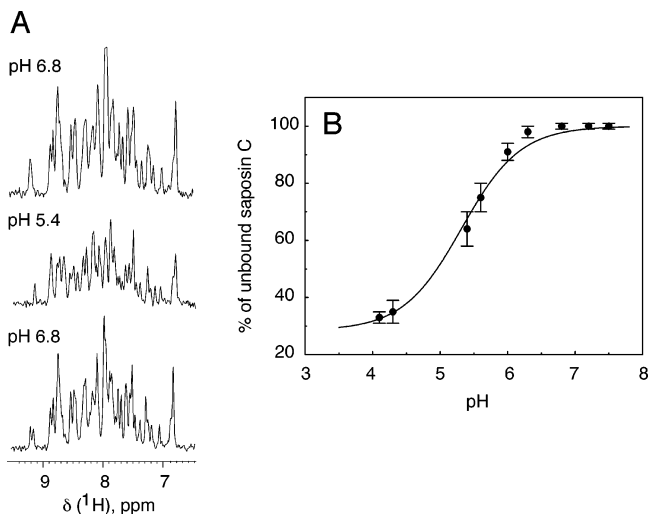 A
pH 6.8
pH 5.4
pH 6.8
9 8 7
δ (¹H), ppm
B
% of unbound saposin C
100
80
60
40
20
3 4 5 6 7 8
pH